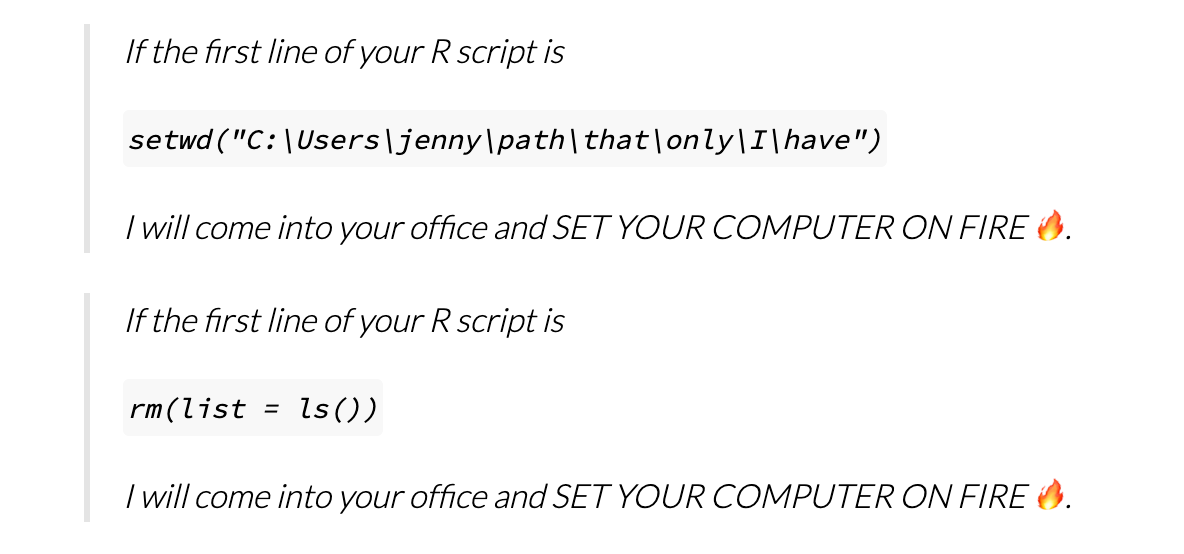 If the first line of your R script is
setwd("C:\Users\jenny\path\that\only\I\have")
I will come into your office and SET YOUR COMPUTER ON FIRE 🔥.
If the first line of your R script is
rm(list = ls())
I will come into your office and SET YOUR COMPUTER ON FIRE 🔥.